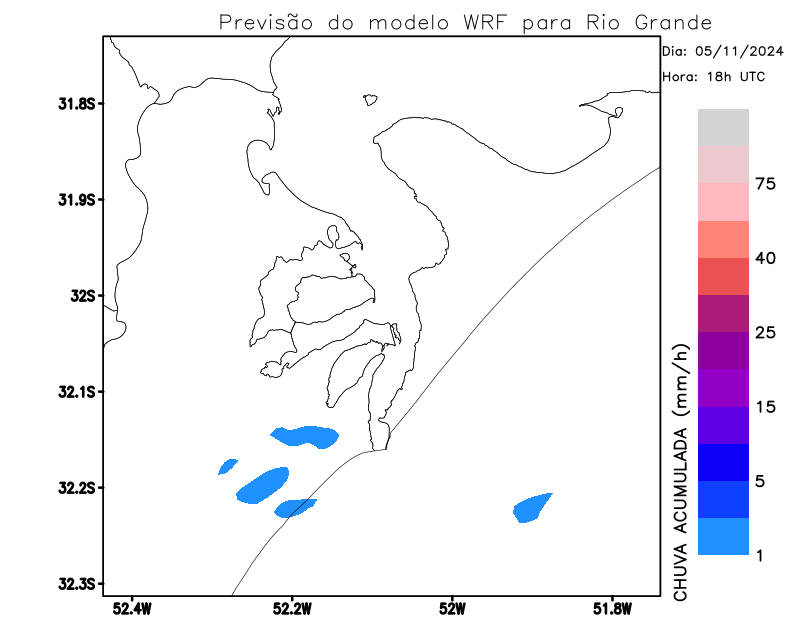 Previsão do modelo WRF para Rio Grande
Dia: 05/11/2024
Hora: 18h UTC
31.8S
31.9S
32S
32.1S
32.2S
32.3S
52.4W
52.2W
52W
51.8W
75
40
25
15
5
1
CHUVA ACUMULADA (mm/h)